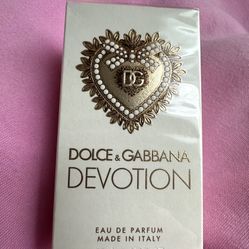 DG
DOLCE & GABBANA
DEVOTION
EAU DE PARFUM
MADE IN ITALY